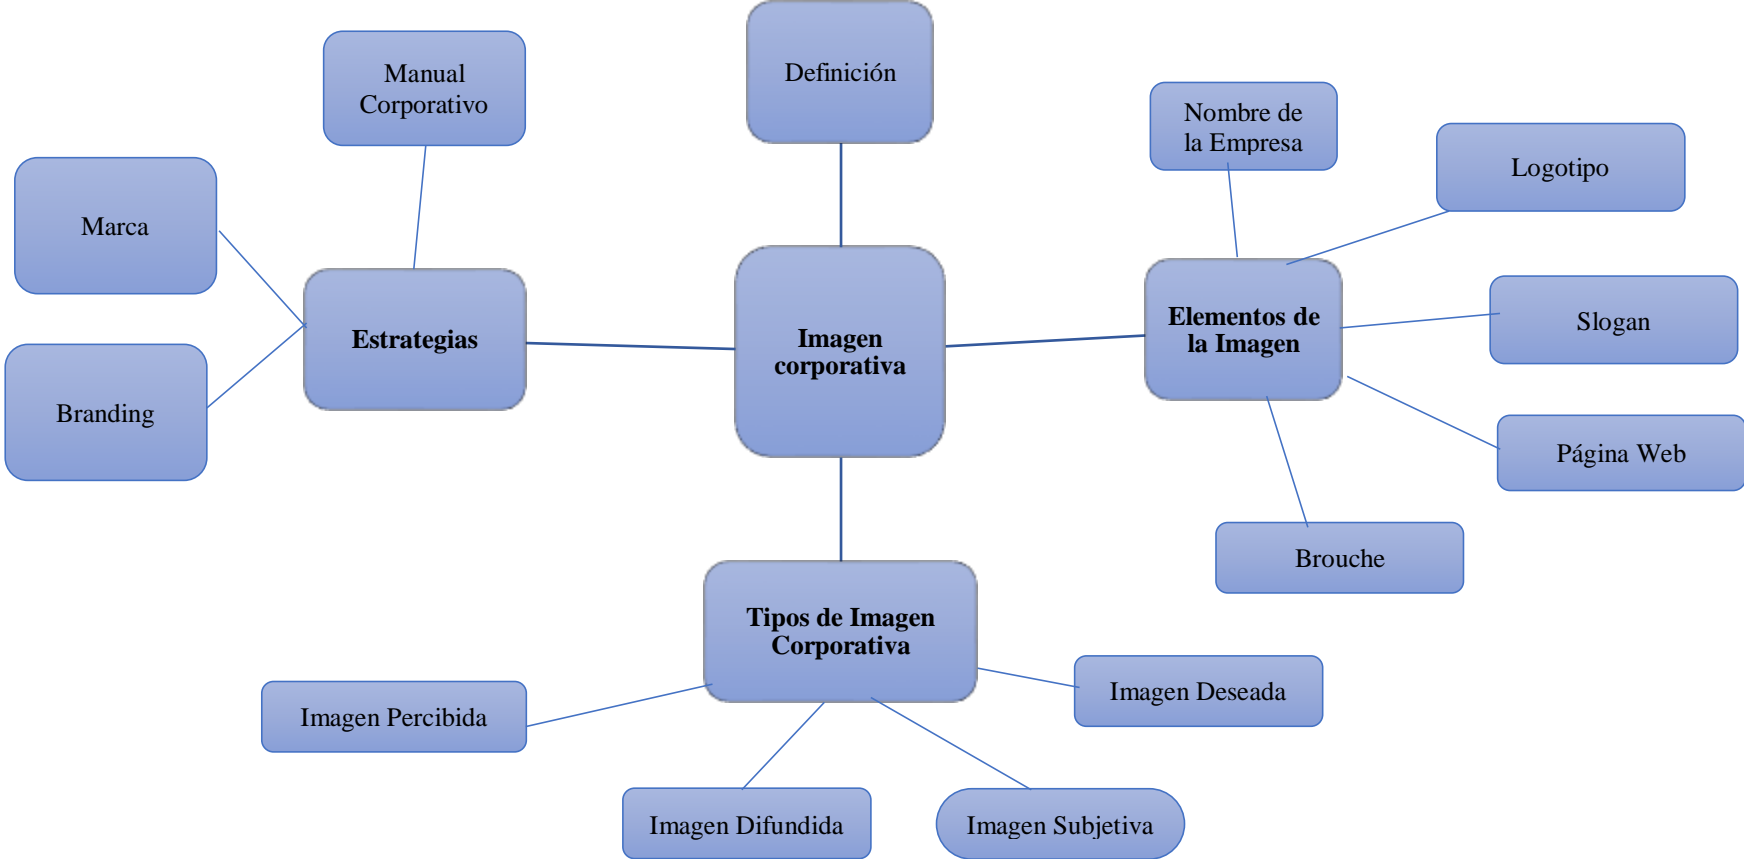 Definición
Manual
Corporativo
Nombre de
la Empresa
Logotipo
Marca
Slogan
Elementos de
la Imagen
Estrategias
Imagen
corporativa
Branding
Página Web
Brouche
Tipos de Imagen
Corporativa
Imagen Deseada
Imagen Percibida
Imagen Difundida
Imagen Subjetiva